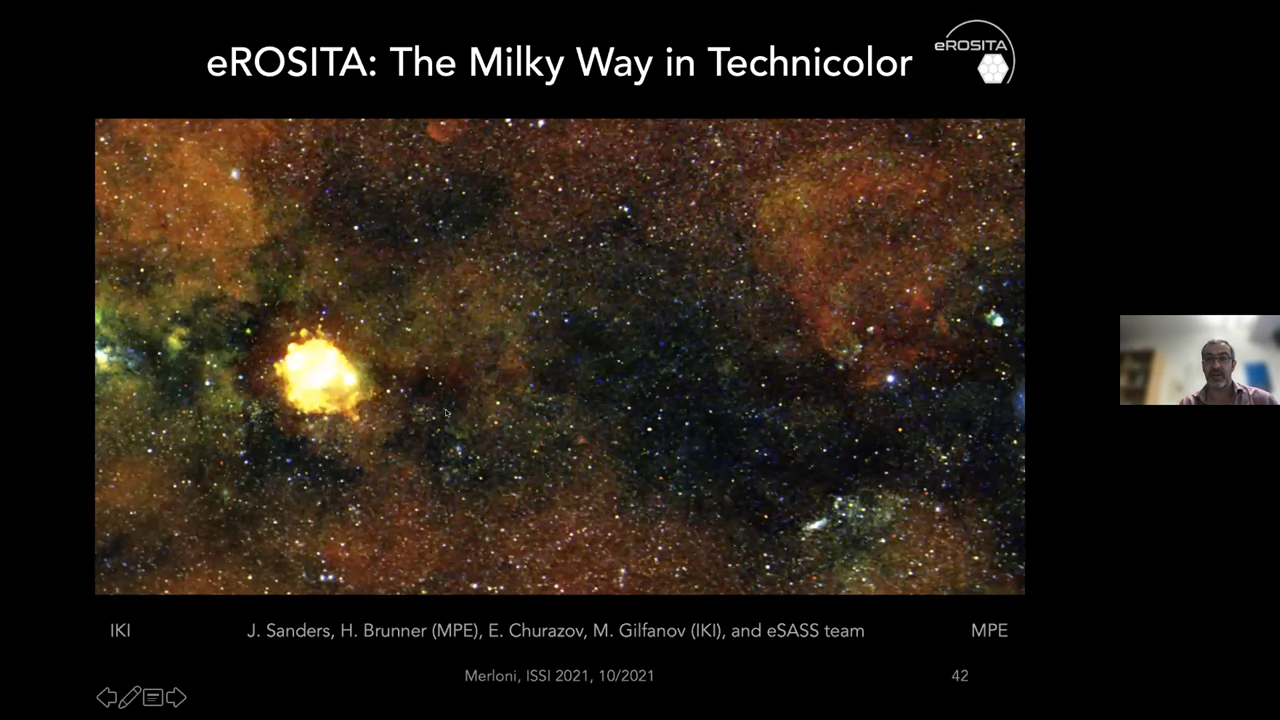 eROSITA: The Milky Way in Technicolor
eROSITA
IKI
J. Sanders, H. Brunner (MPE), E. Churazov, M. Gilfanov (IKI), and eSASS team
MPE
Merloni, ISSI 2021, 10/2021
42